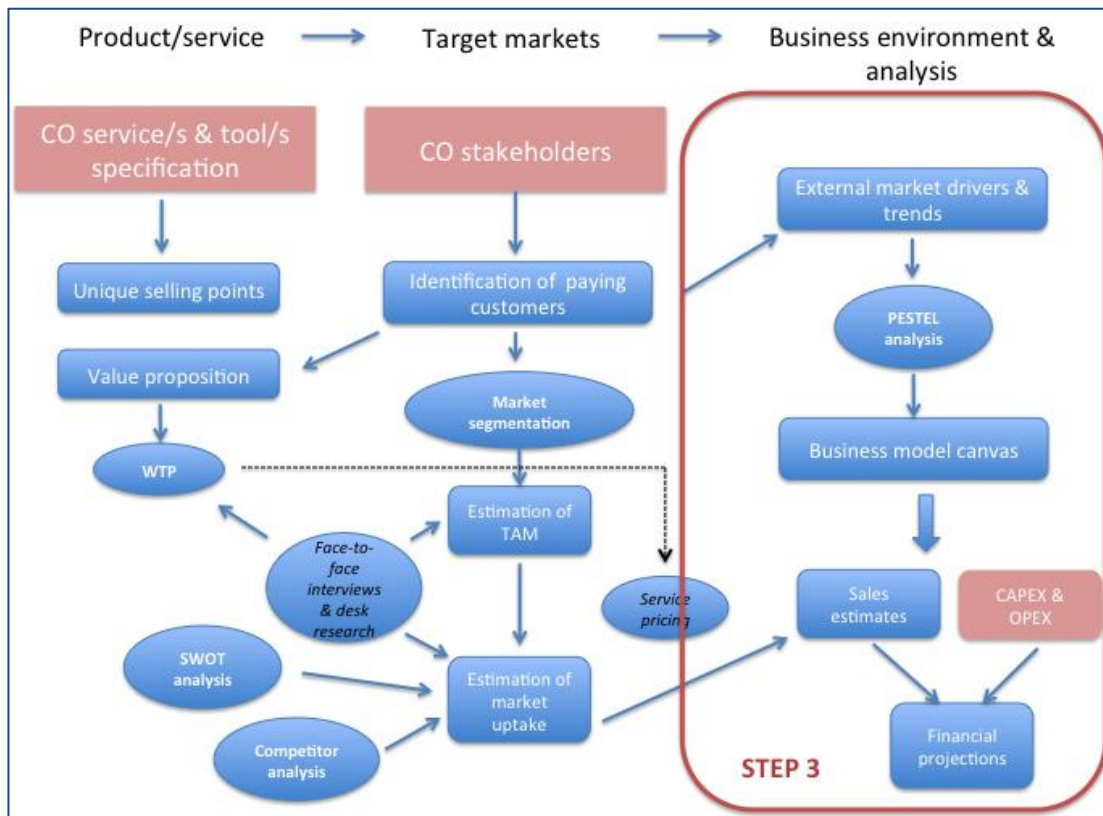 Product/service
Target markets
Business environment &
analysis
CO service/s & tool/s
specification
CO stakeholders
External market drivers &
trends
Unique selling points
Identification of paying
customers
PESTEL
analysis
Value proposition
Market
segmentation
Business model canvas
WTP
Estimation of
TAM
Face-to-
face
interviews
& desk
research
Service
pricing
Sales
estimates
CAPEX &
OPEX
SWOT
analysis
Estimation of
market
uptake
Competitor
analysis
STEP 3
Financial
projections